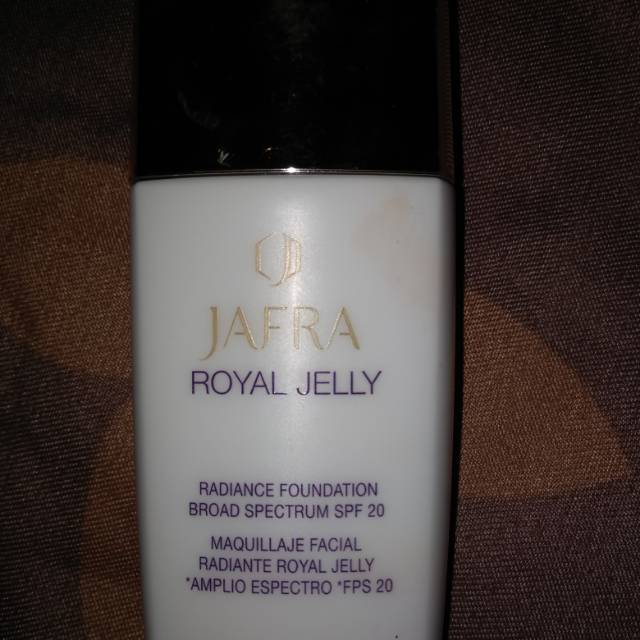 JAFRA
ROYAL JELLY
RADIANCE FOUNDATION
BROAD SPECTRUM SPF 20
MAQUILLAJE FACIAL
RADIANTE ROYAL JELLY
*AMPLIO ESPECTRO *FPS 20